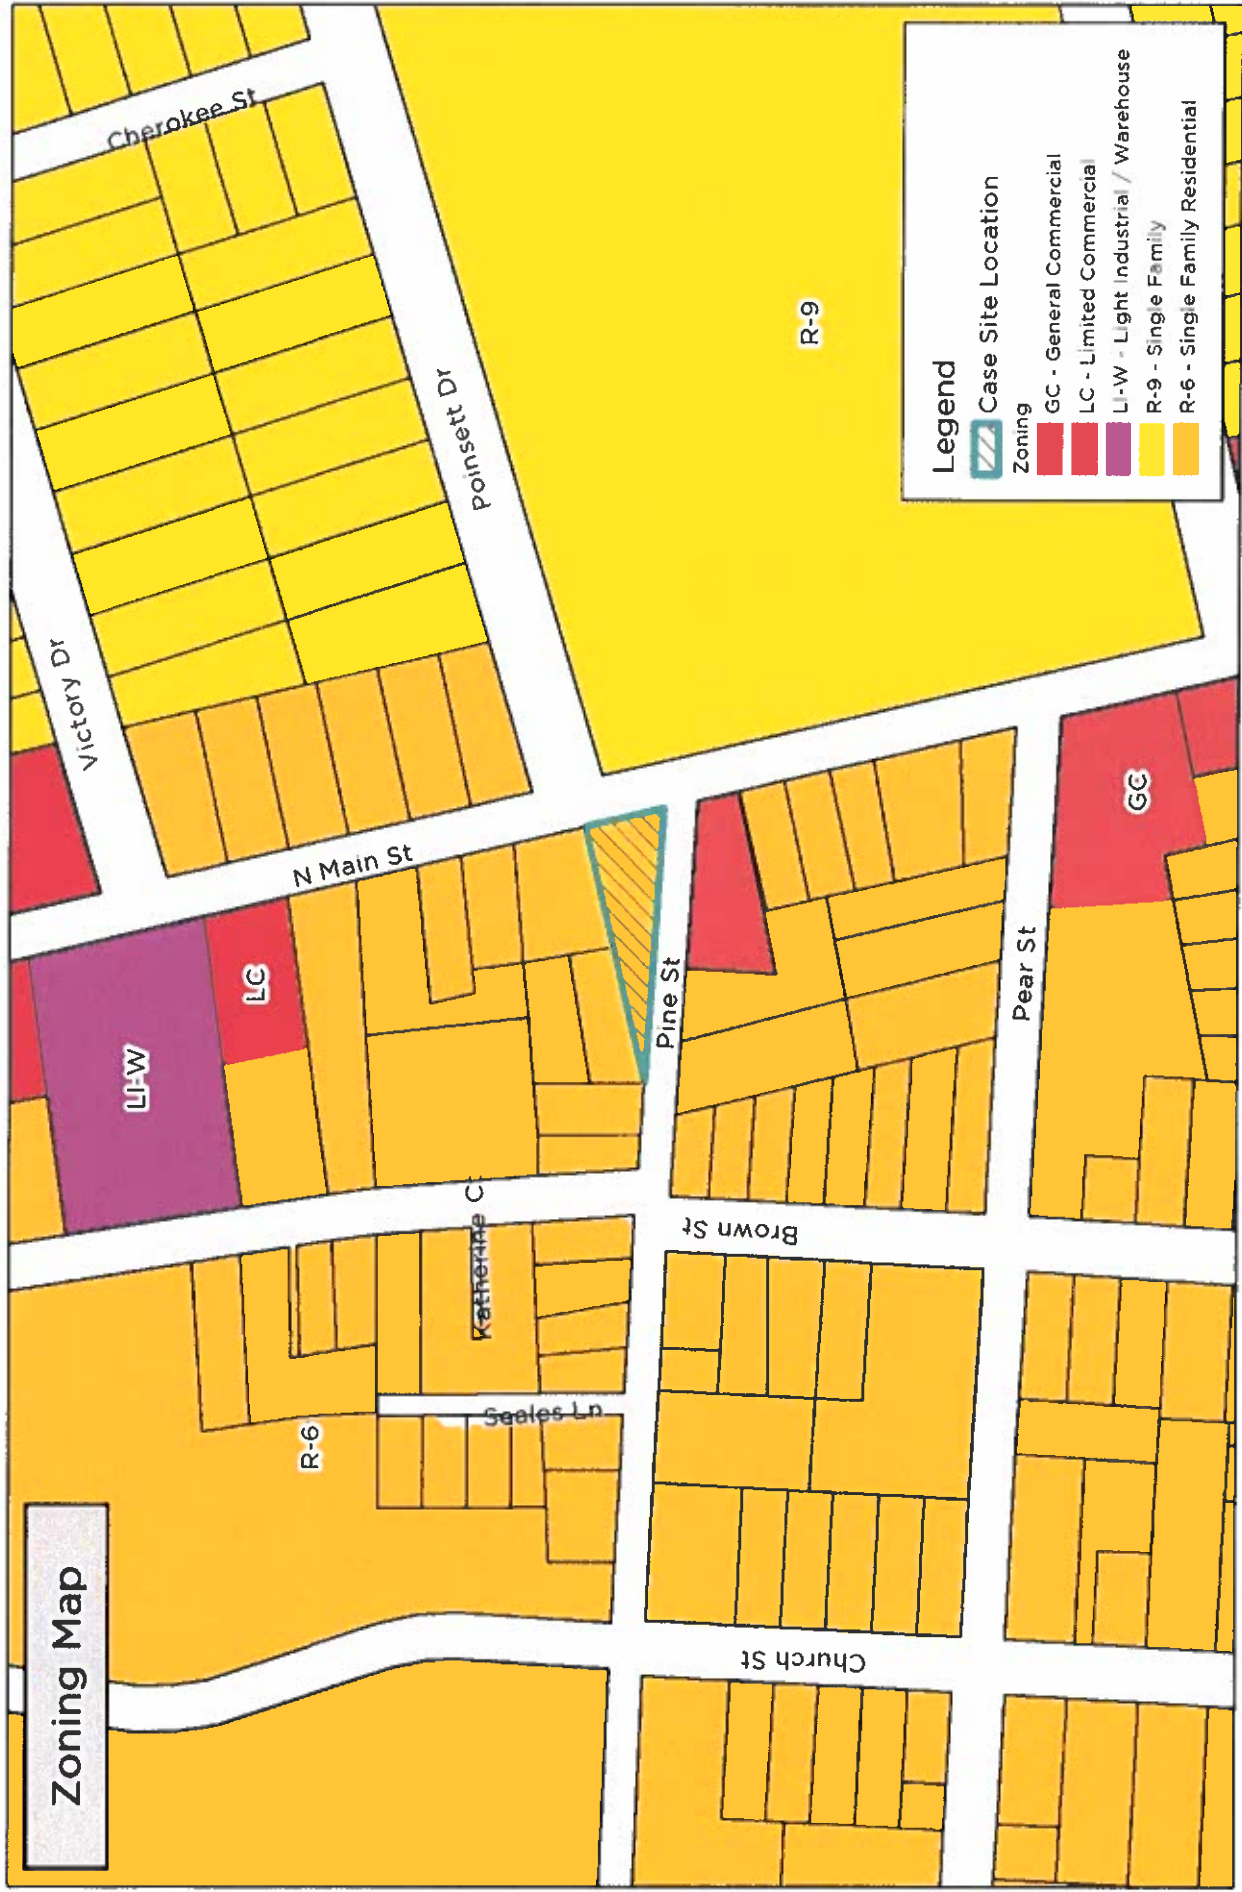 Zoning Map
Cherokee St
Victory Dr
Poinsett Dr
N Main St
R-9
LI-W
LC
GC
Pine St
Pear St
Katherine Ct
Brown St
Seales Ln
R-6
Church St
Legend
Case Site Location
Zoning
GC - General Commercial
LC - Limited Commercial
LI-W - Light Industrial / Warehouse
R-9 - Single Family
R-6 - Single Family Residential